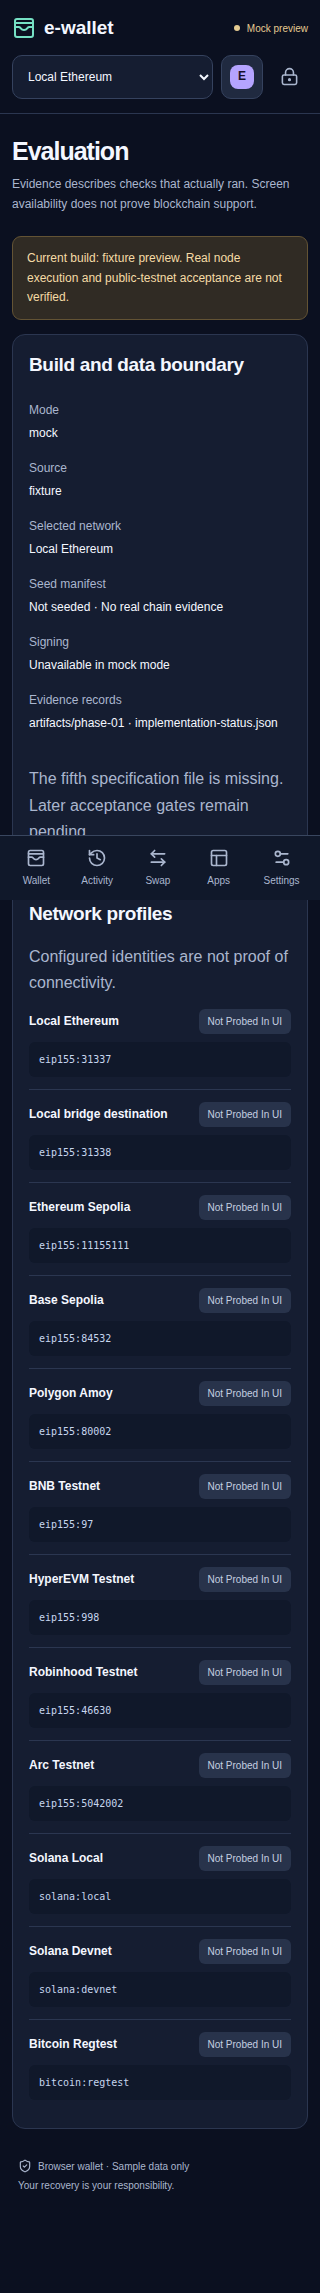 e-wallet
Mock preview
Local Ethereum
E
Evaluation
Evidence describes checks that actually ran. Screen
availability does not prove blockchain support.
Current build: fixture preview. Real node
execution and public-testnet acceptance are not
verified.
Build and data boundary
Mode
mock
Source
fixture
Selected network
Local Ethereum
Seed manifest
Not seeded · No real chain evidence
Signing
Unavailable in mock mode
Evidence records
artifacts/phase-01 · implementation-status.json
The fifth specification file is missing.
Later acceptance gates remain
pending
Wallet
Activity
Swap
Apps
Settings
Network profiles
Configured identities are not proof of
connectivity.
Local Ethereum
Not Probed In UI
eip155:31337
Local bridge destination
Not Probed In UI
eip155:31338
Ethereum Sepolia
Not Probed In UI
eip155:11155111
Base Sepolia
Not Probed In UI
eip155:84532
Polygon Amoy
Not Probed In UI
eip155:80002
BNB Testnet
Not Probed In UI
eip155:97
HyperEVM Testnet
Not Probed In UI
eip155:998
Robinhood Testnet
Not Probed In UI
eip155:46630
Arc Testnet
Not Probed In UI
eip155:5042002
Solana Local
Not Probed In UI
solana:local
Solana Devnet
Not Probed In UI
solana:devnet
Bitcoin Regtest
Not Probed In UI
bitcoin:regtest
Browser wallet · Sample data only
Your recovery is your responsibility.